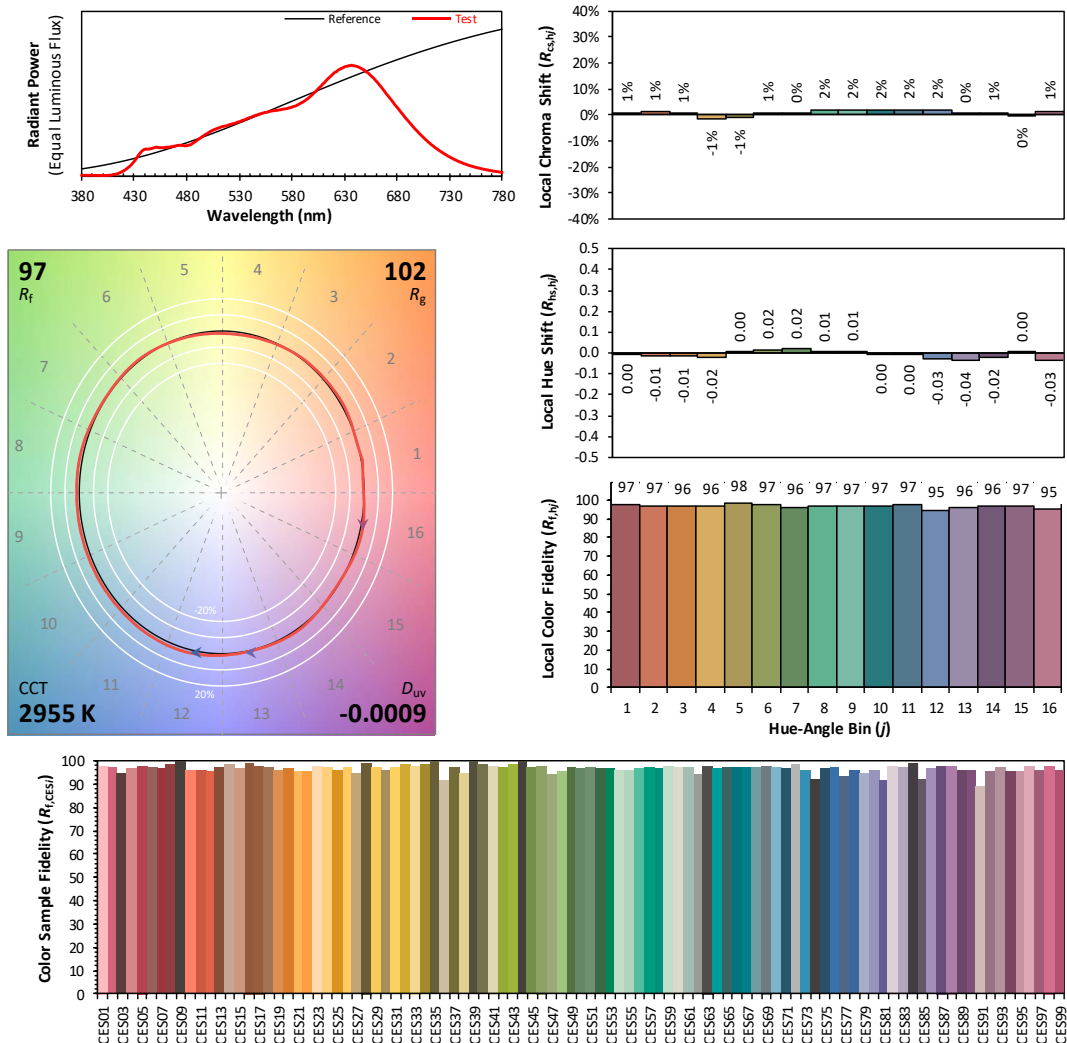 Radiant Power
(Equal Luminous Flux)
Reference
Test
380
430
480
530
580
630
680
730
780
Wavelength (nm)
Local Chroma Shift (Rcs,hj)
40%
30%
20%
10%
0%
-10%
-20%
-30%
-40%
1%
1%
1%
-1%
-1%
1%
0%
2%
2%
2%
2%
2%
0%
1%
0%
1%
97
Rf
102
Rg
CCT
2955 K
Duv
-0.0009
-20%
20%
1
2
3
4
5
6
7
8
9
10
11
12
13
14
15
16
Local Hue Shift (Rhs,hj)
0.5
0.4
0.3
0.2
0.1
0.0
-0.1
-0.2
-0.3
-0.4
-0.5
0.00
-0.01
-0.01
-0.02
0.00
0.02
0.02
0.01
0.01
0.00
0.00
-0.03
-0.04
-0.02
0.00
-0.03
Local Color Fidelity (Rf,hj)
100
90
80
70
60
50
40
30
20
10
0
97
97
96
96
98
97
96
97
97
97
97
95
96
96
97
95
1 2 3 4 5 6 7 8 9 10 11 12 13 14 15 16
Hue-Angle Bin (j)
Color Sample Fidelity (Rf,CESi)
100
90
80
70
60
50
40
30
20
10
0
CES01
CES03
CES05
CES07
CES09
CES11
CES13
CES15
CES17
CES19
CES21
CES23
CES25
CES27
CES29
CES31
CES33
CES35
CES37
CES39
CES41
CES43
CES45
CES47
CES49
CES51
CES53
CES55
CES57
CES59
CES61
CES63
CES65
CES67
CES69
CES71
CES73
CES75
CES77
CES79
CES81
CES83
CES85
CES87
CES89
CES91
CES93
CES95
CES97
CES99